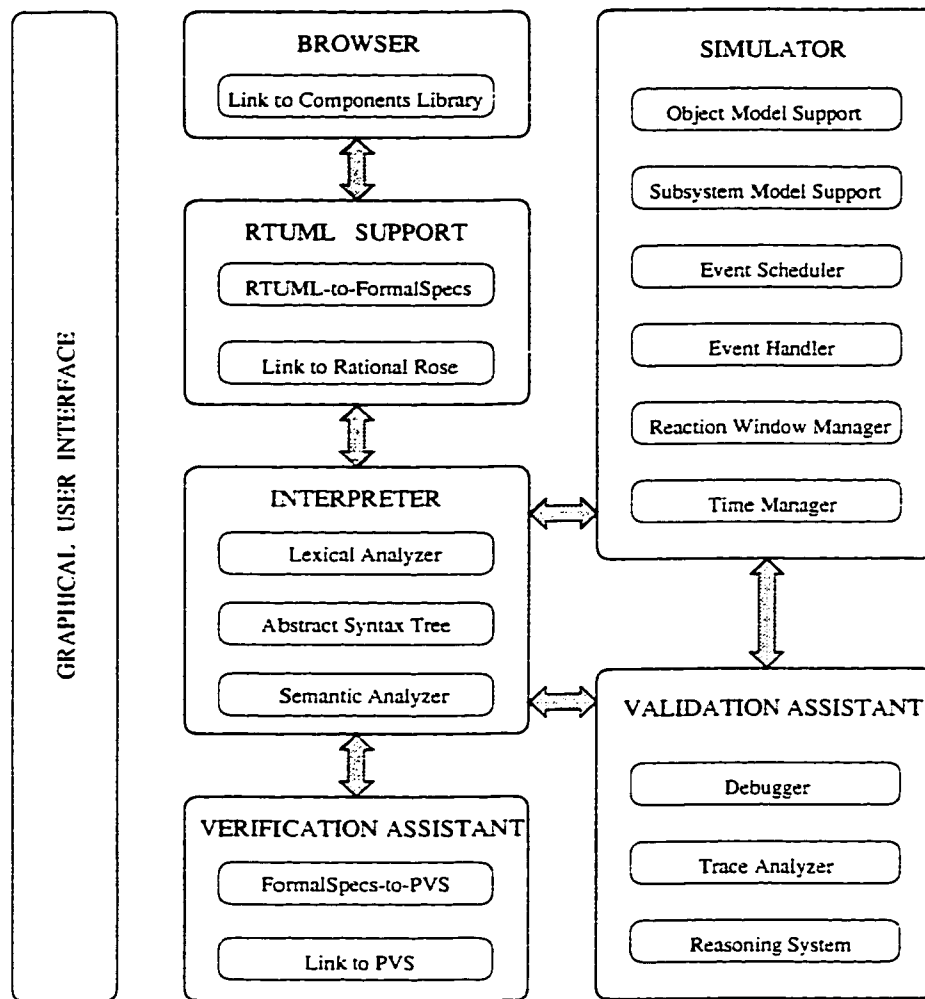 GRAPHICAL USER INTERFACE
BROWSER
Link to Components Library
RTUML SUPPORT
RTUML-to-FormalSpecs
Link to Rational Rose
INTERPRETER
Lexical Analyzer
Abstract Syntax Tree
Semantic Analyzer
VERIFICATION ASSISTANT
FormalSpecs-to-PVS
Link to PVS
SIMULATOR
Object Model Support
Subsystem Model Support
Event Scheduler
Event Handler
Reaction Window Manager
Time Manager
VALIDATION ASSISTANT
Debugger
Trace Analyzer
Reasoning System